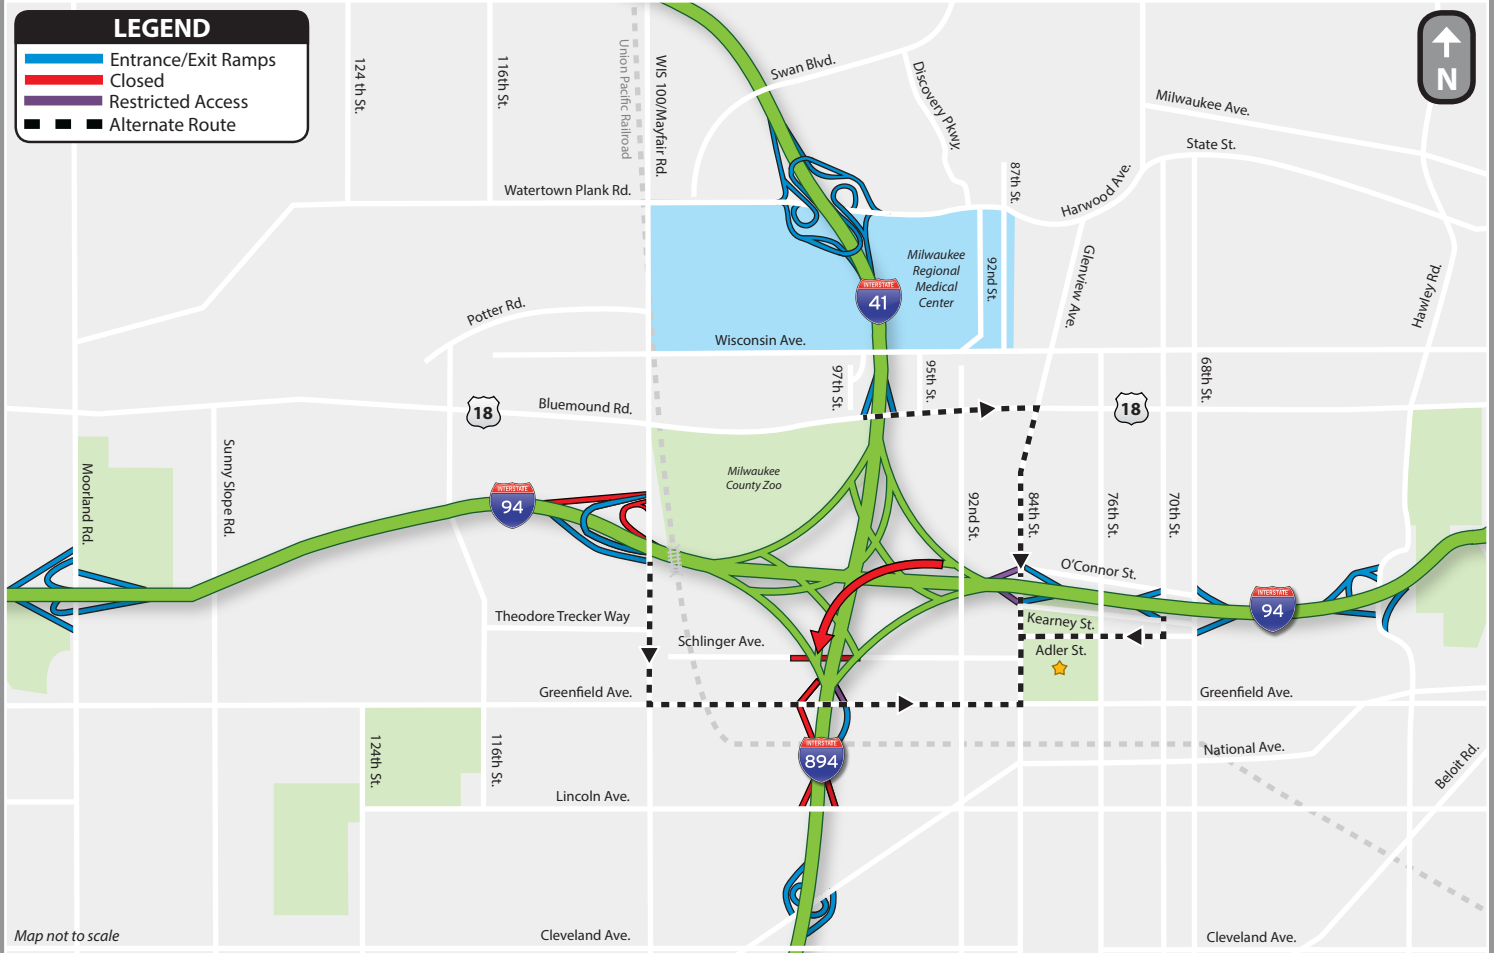 LEGEND
Entrance/Exit Ramps
Closed
Restricted Access
Alternate Route
N
124 th St.
116th St.
Union Pacific Railroad
WIS 100/Mayfair Rd.
Swan Blvd.
Discovery Pkwy.
Milwaukee Ave.
State St.
87th St.
Harwood Ave.
Watertown Plank Rd.
Milwaukee
Regional
Medical
Center
92nd St.
Glenview Ave.
Hawley Rd.
INTERSTATE
41
Potter Rd.
Wisconsin Ave.
97th St.
95th St.
68th St.
18
Bluemound Rd.
18
Moorland Rd.
Sunny Slope Rd.
Milwaukee
County Zoo
INTERSTATE
94
92nd St.
84th St.
76th St.
70th St.
O'Connor St.
INTERSTATE
94
Theodore Trecker Way
Kearney St.
Schlinger Ave.
Adler St.
Greenfield Ave.
Greenfield Ave.
124th St.
116th St.
INTERSTATE
894
National Ave.
Beloit Rd.
Lincoln Ave.
Map not to scale
Cleveland Ave.
Cleveland Ave.